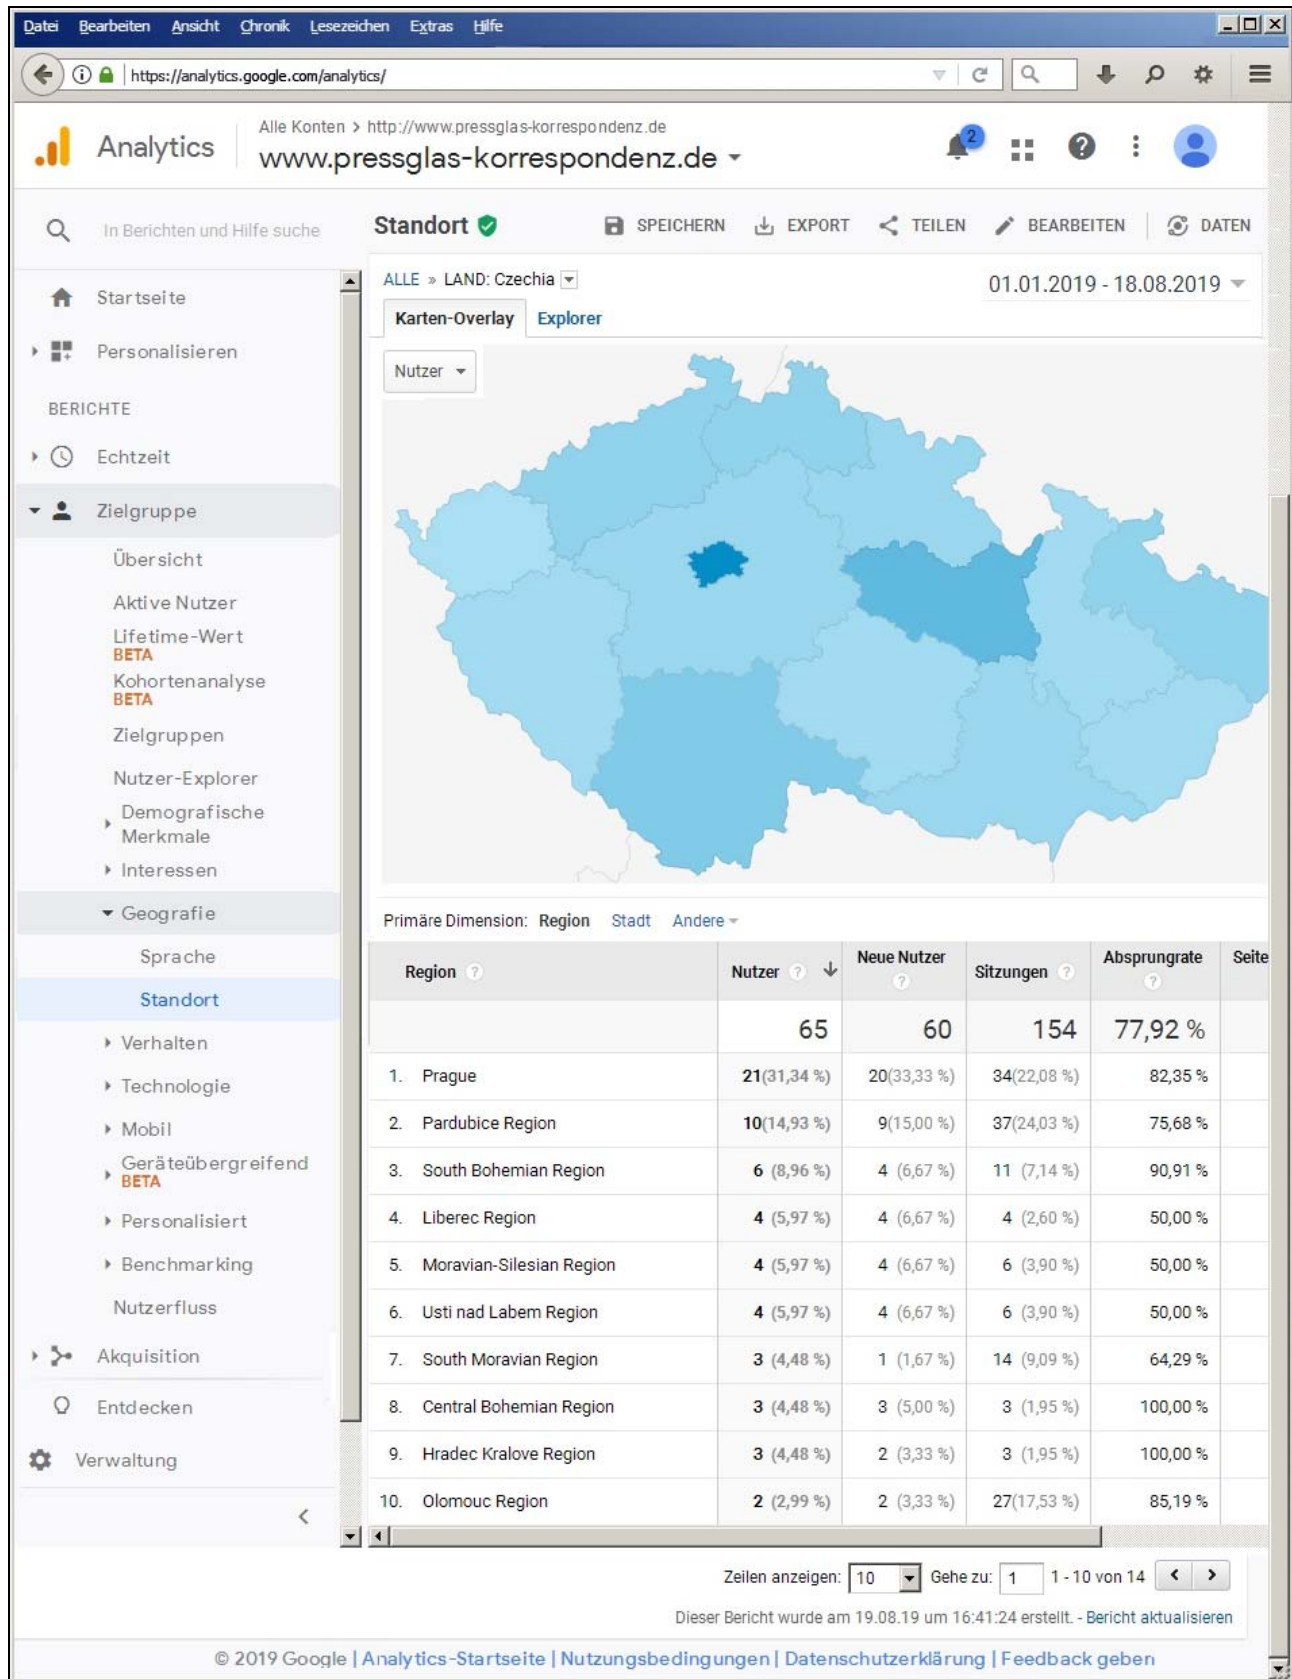 Datei Bearbeiten Ansicht Chronik Lesezeichen Extras Hilfe
https://analytics.google.com/analytics/
Analytics
Alle Konten > http://www.pressglas-korrespondenz.de
www.pressglas-korrespondenz.de
2
In Berichten und Hilfe suche
Standort
SPEICHERN EXPORT TEILEN BEARBEITEN DATEN
Startseite
Personalisieren
BERICHTE
Echtzeit
Zielgruppe
Übersicht
Aktive Nutzer
Lifetime-Wert
BETA
Kohortenanalyse
BETA
Zielgruppen
Nutzer-Explorer
Demografische
Merkmale
Interessen
Geografie
Sprache
Standort
Verhalten
Technologie
Mobil
Geräteübergreifend
BETA
Personalisiert
Benchmarking
Nutzerfluss
Akquisition
Entdecken
Verwaltung
ALLE » LAND: Czechia
01.01.2019 - 18.08.2019
Karten-Overlay Explorer
Nutzer
Primäre Dimension: Region Stadt Andere
Region ? Nutzer ? Neue Nutzer ? Sitzungen ? Absprungrate ? Seite
65 60 154 77,92 %
1. Prague 21(31,34 %) 20(33,33 %) 34(22,08 %) 82,35 %
2. Pardubice Region 10(14,93 %) 9(15,00 %) 37(24,03 %) 75,68 %
3. South Bohemian Region 6 (8,96 %) 4 (6,67 %) 11 (7,14 %) 90,91 %
4. Liberec Region 4 (5,97 %) 4 (6,67 %) 4 (2,60 %) 50,00 %
5. Moravian-Silesian Region 4 (5,97 %) 4 (6,67 %) 6 (3,90 %) 50,00 %
6. Usti nad Labem Region 4 (5,97 %) 4 (6,67 %) 6 (3,90 %) 50,00 %
7. South Moravian Region 3 (4,48 %) 1 (1,67 %) 14 (9,09 %) 64,29 %
8. Central Bohemian Region 3 (4,48 %) 3 (5,00 %) 3 (1,95 %) 100,00 %
9. Hradec Kralove Region 3 (4,48 %) 2 (3,33 %) 3 (1,95 %) 100,00 %
10. Olomouc Region 2 (2,99 %) 2 (3,33 %) 27(17,53 %) 85,19 %
Zeilen anzeigen: 10 Gehe zu: 1 1 - 10 von 14
Dieser Bericht wurde am 19.08.19 um 16:41:24 erstellt. - Bericht aktualisieren
© 2019 Google | Analytics-Startseite | Nutzungsbedingungen | Datenschutzerklärung | Feedback geben